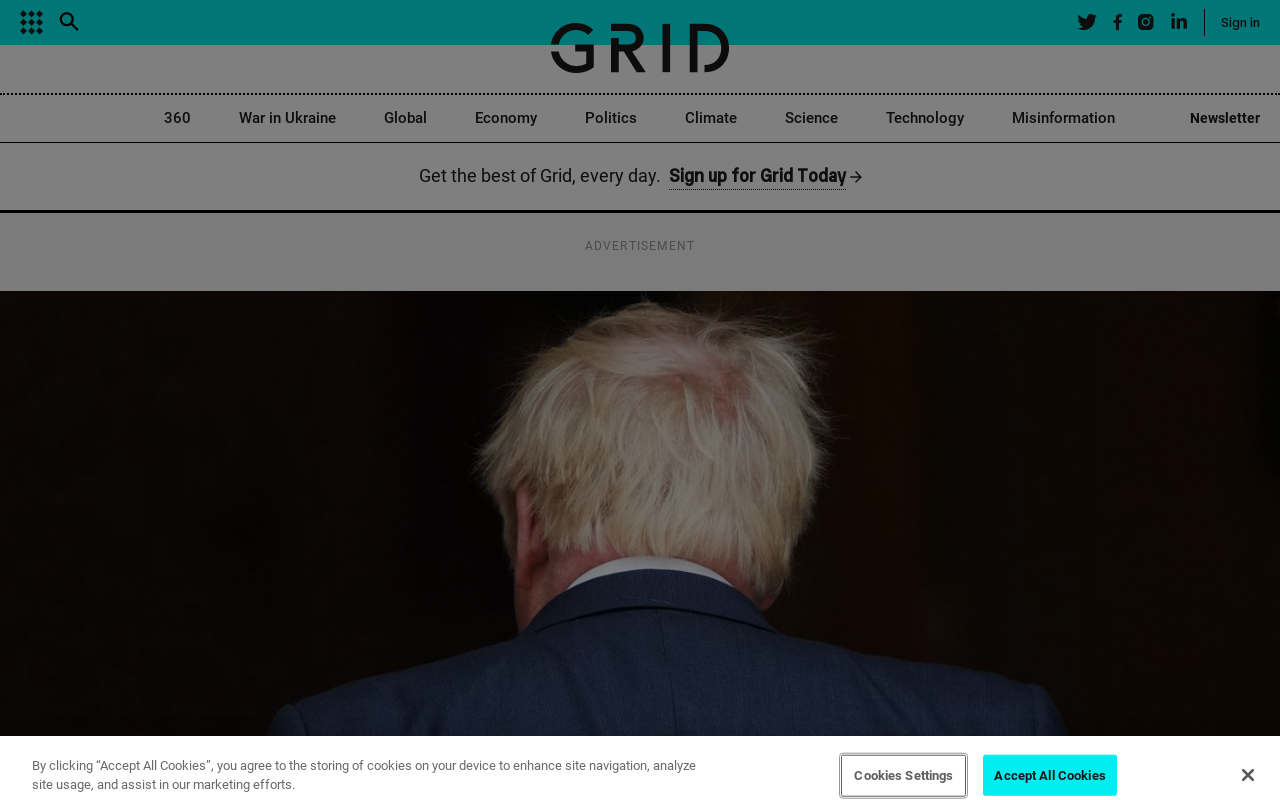 GRID
Sign in
360
War in Ukraine
Global
Economy
Politics
Climate
Science
Technology
Misinformation
Newsletter
Get the best of Grid, every day. Sign up for Grid Today
ADVERTISEMENT
By clicking “Accept All Cookies”, you agree to the storing of cookies on your device to enhance site navigation, analyze
site usage, and assist in our marketing efforts.
Cookies Settings
Accept All Cookies